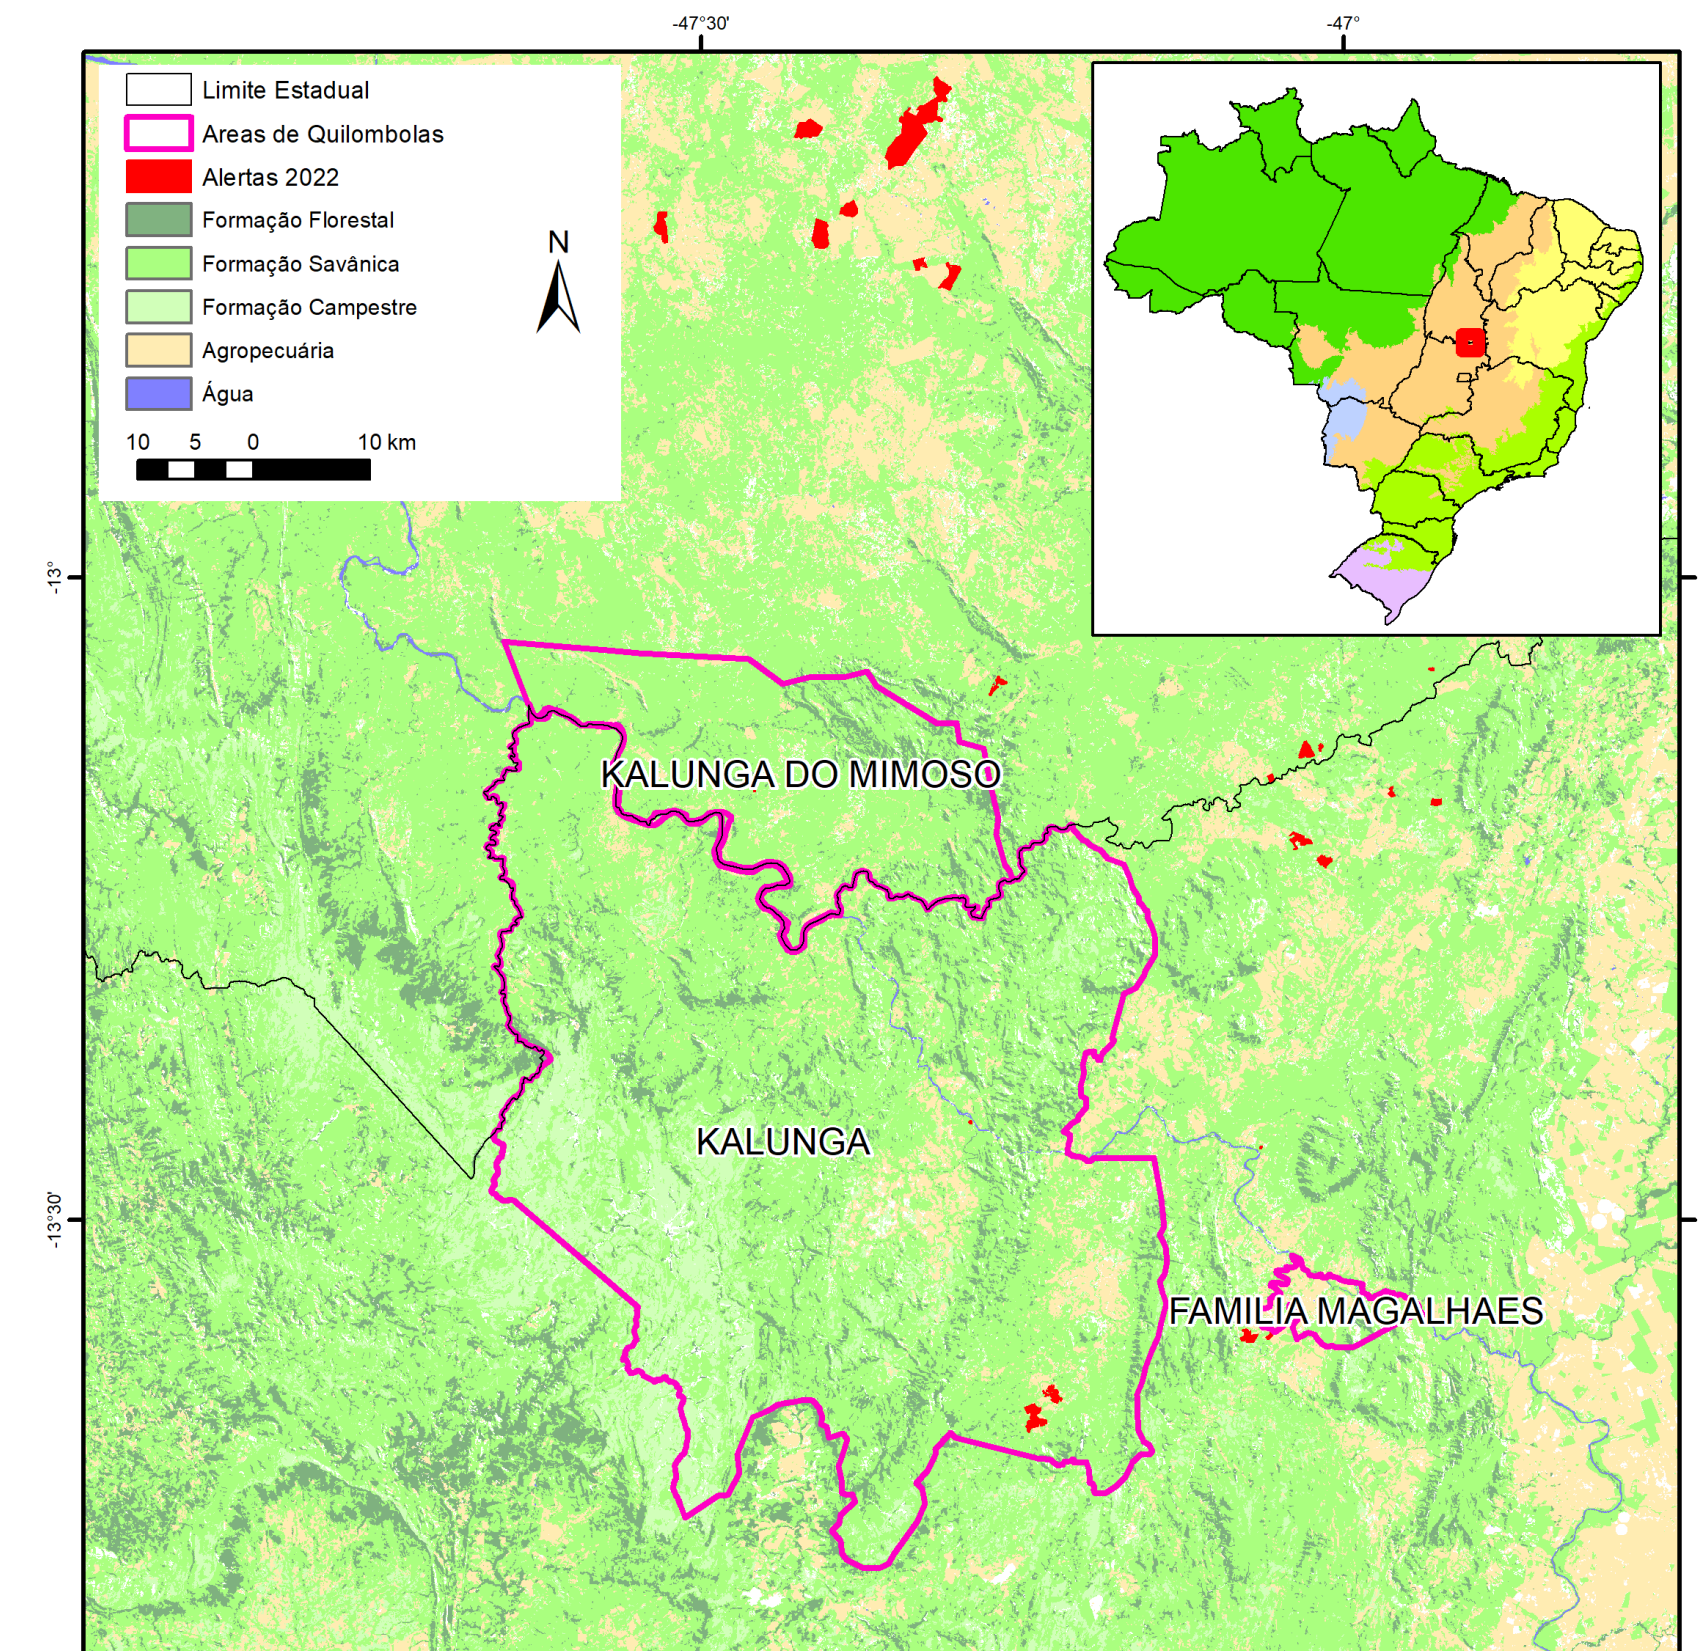 -47°30'
-47°
Limite Estadual
Areas de Quilombolas
Alertas 2022
Formação Florestal
Formação Savânica
Formação Campestre
Agropecuária
Água
10 5 0 10 km
N
-13°
KALUNGA DO MIMOSO
KALUNGA
-13°30'
FAMILIA MAGALHAES